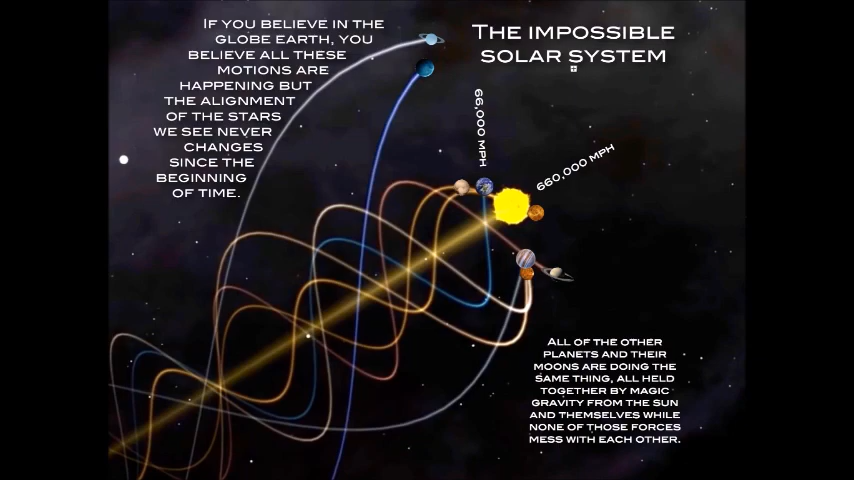 IF YOU BELIEVE IN THE
GLOBE EARTH, YOU
BELIEVE ALL THESE
MOTIONS ARE
HAPPENING BUT
THE ALIGNMENT
OF THE STARS
WE SEE NEVER
CHANGES
SINCE THE
BEGINNING
OF TIME.
THE IMPOSSIBLE
SOLAR SYSTEM
66,000 MPH
660,000 MPH
ALL OF THE OTHER
PLANETS AND THEIR
MOONS ARE DOING THE
SAME THING, ALL HELD
TOGETHER BY MAGIC
GRAVITY FROM THE SUN
AND THEMSELVES WHILE
NONE OF THOSE FORCES
MESS WITH EACH OTHER.